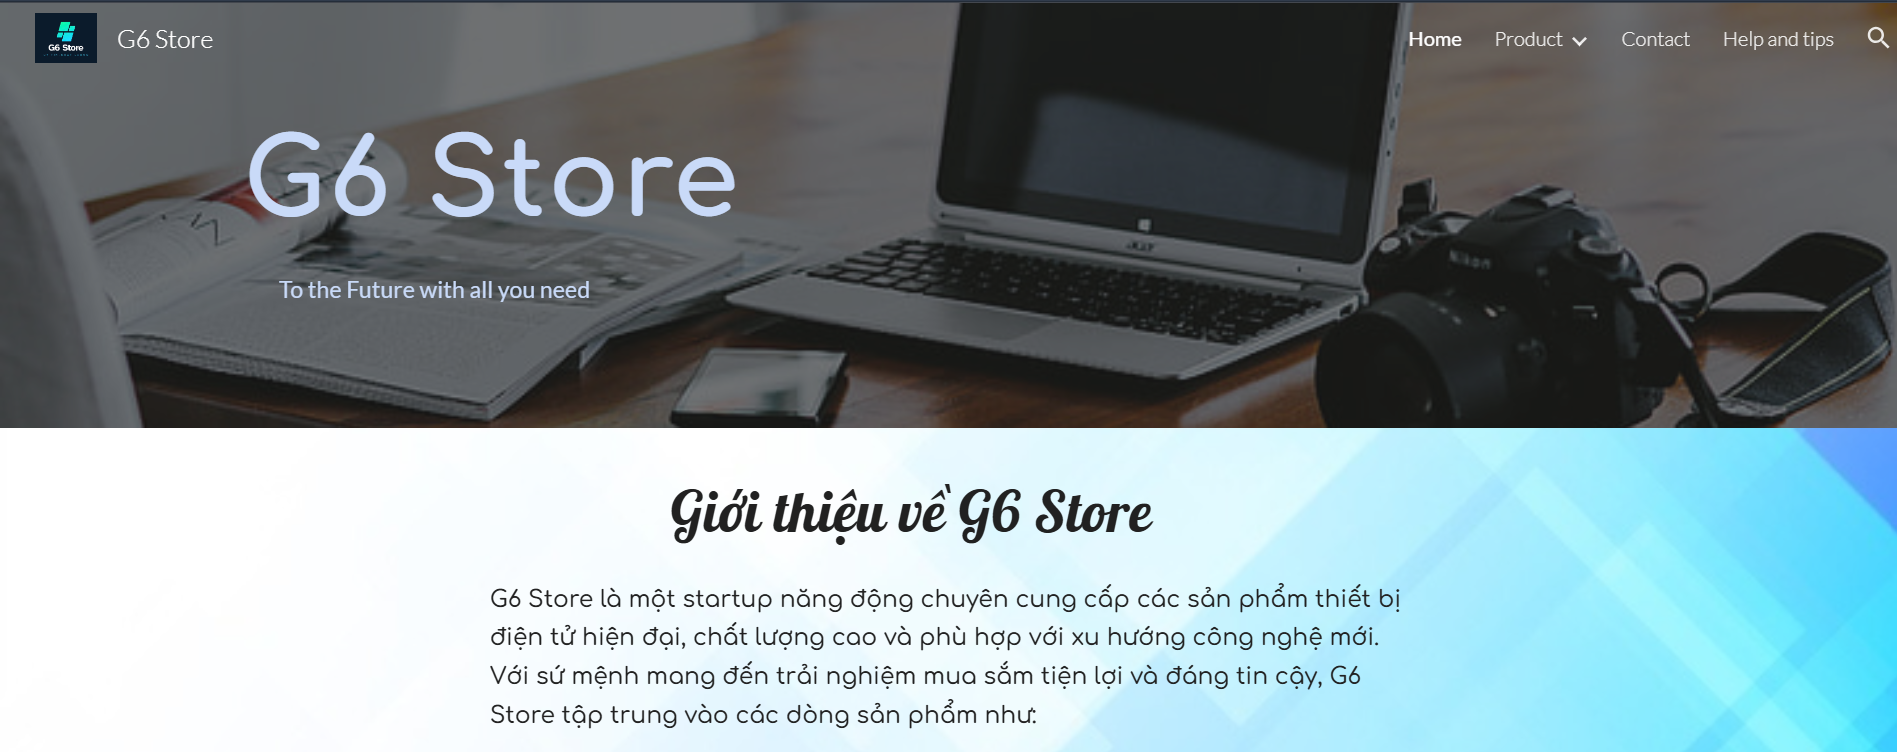 G6 Store
G6 Store
Home
Product
Contact
Help and tips
G6 Store
To the Future with all you need
acer
Nikon
Giới thiệu về G6 Store
G6 Store là một startup năng động chuyên cung cấp các sản phẩm thiết bị
điện tử hiện đại, chất lượng cao và phù hợp với xu hướng công nghệ mới.
Với sứ mệnh mang đến trải nghiệm mua sắm tiện lợi và đáng tin cậy, G6
Store tập trung vào các dòng sản phẩm như: